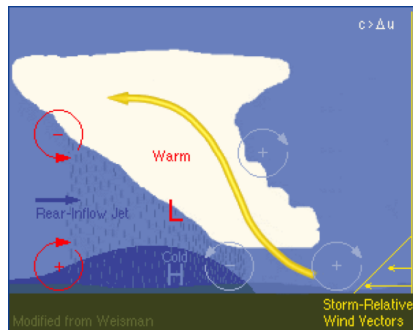 c>Δu
−
+
Warm
Rear-Inflow Jet
L
Cold
H
+
−
+
Storm-Relative
Wind Vectors
Modified from Weisman